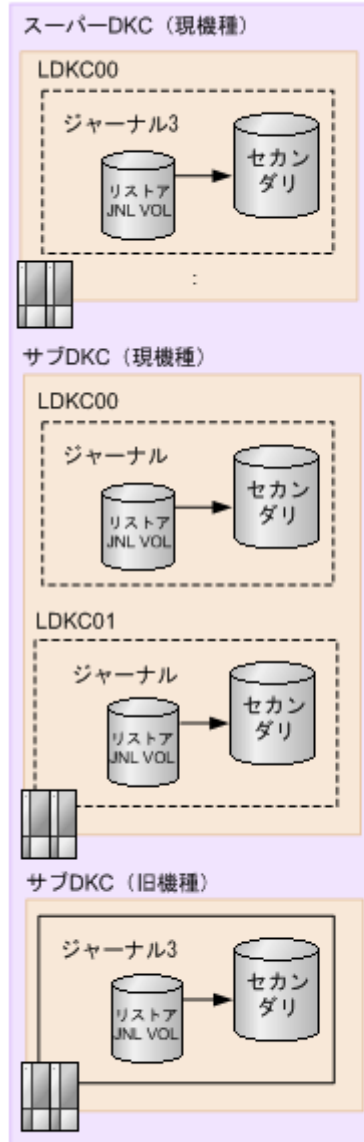 スーパーDKC（現機種）
LDKC00
ジャーナル3
リストア
JNL VOL
セカン
ダリ
:
サブDKC（現機種）
LDKC00
ジャーナル
リストア
JNL VOL
セカン
ダリ
LDKC01
ジャーナル
リストア
JNL VOL
セカン
ダリ
サブDKC（旧機種）
ジャーナル3
リストア
JNL VOL
セカン
ダリ